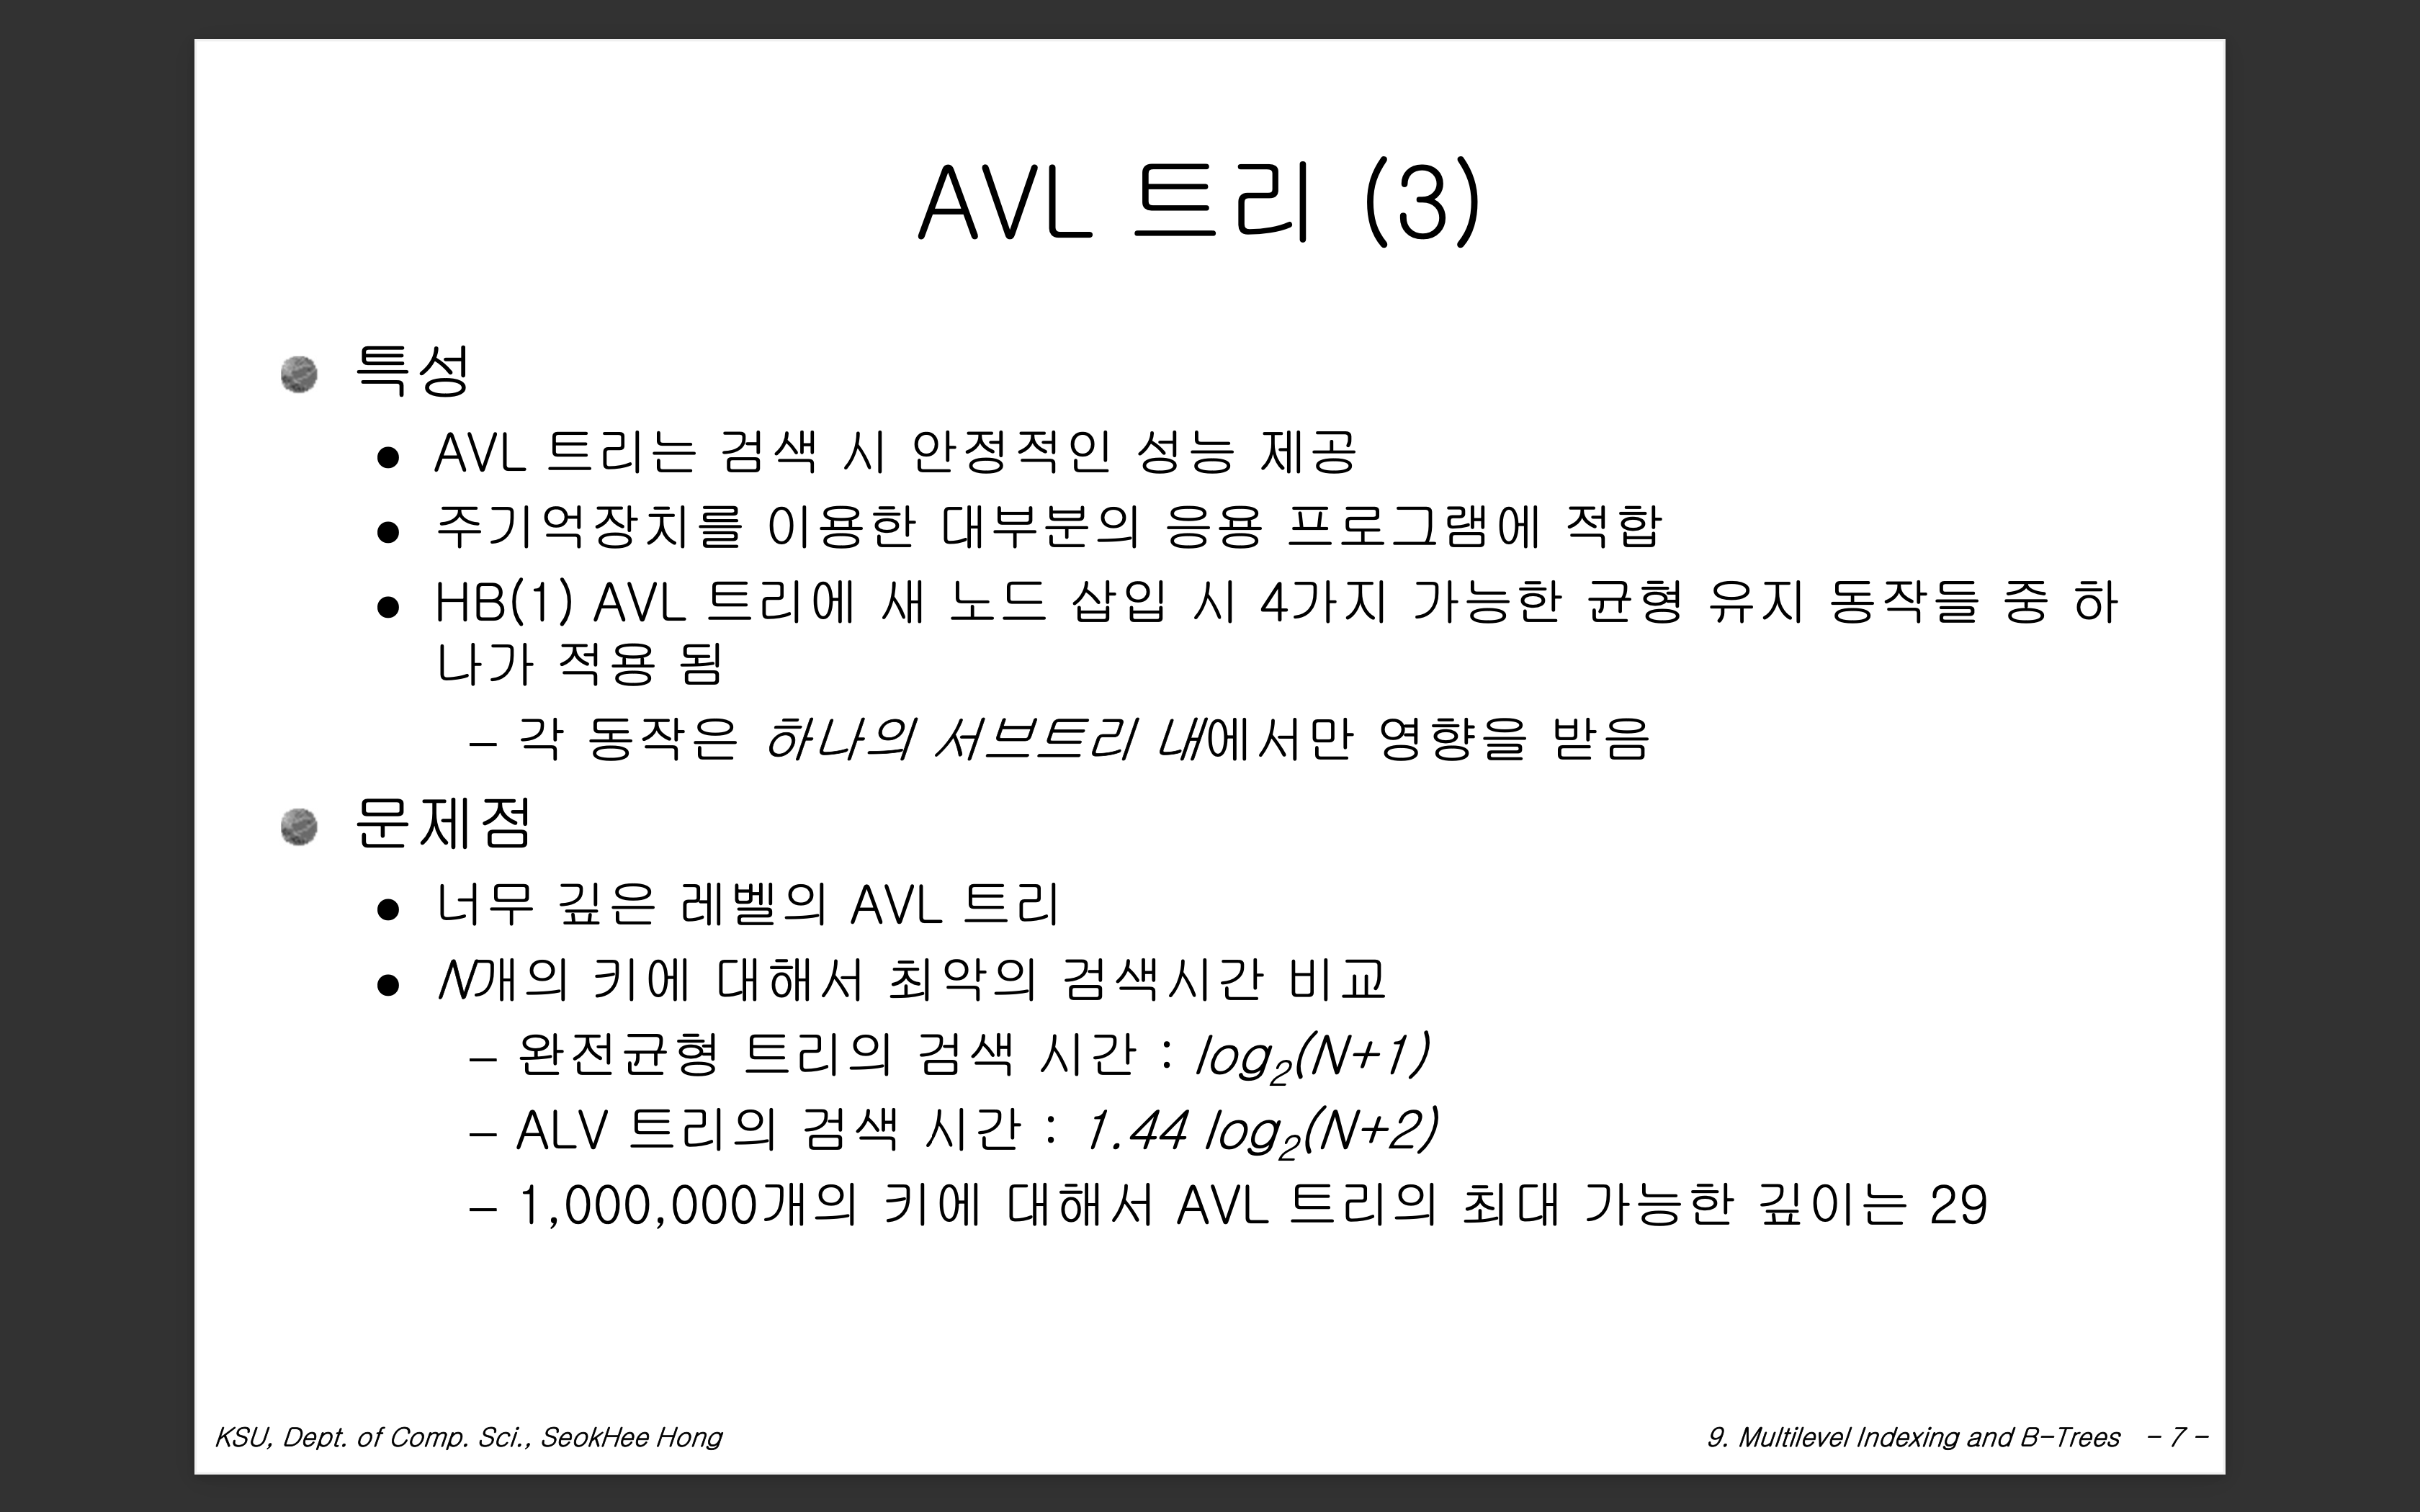 AVL 트리 (3)
특성
● AVL 트리는 검색 시 안정적인 성능 제공
● 주기억장치를 이용한 대부분의 응용 프로그램에 적합
● HB(1) AVL 트리에 새 노드 삽입 시 4가지 가능한 균형 유지 동작들 중 하
나가 적용 됨
– 각 동작은 하나의 서브트리 내에서만 영향을 받음
문제점
● 너무 깊은 레벨의 AVL 트리
● N개의 키에 대해서 최악의 검색시간 비교
– 완전균형 트리의 검색 시간 : log₂(N+1)
– ALV 트리의 검색 시간 : 1.44 log₂(N+2)
– 1,000,000개의 키에 대해서 AVL 트리의 최대 가능한 깊이는 29
KSU, Dept. of Comp. Sci., SeokHee Hong
9. Multilevel Indexing and B-Trees - 7 -